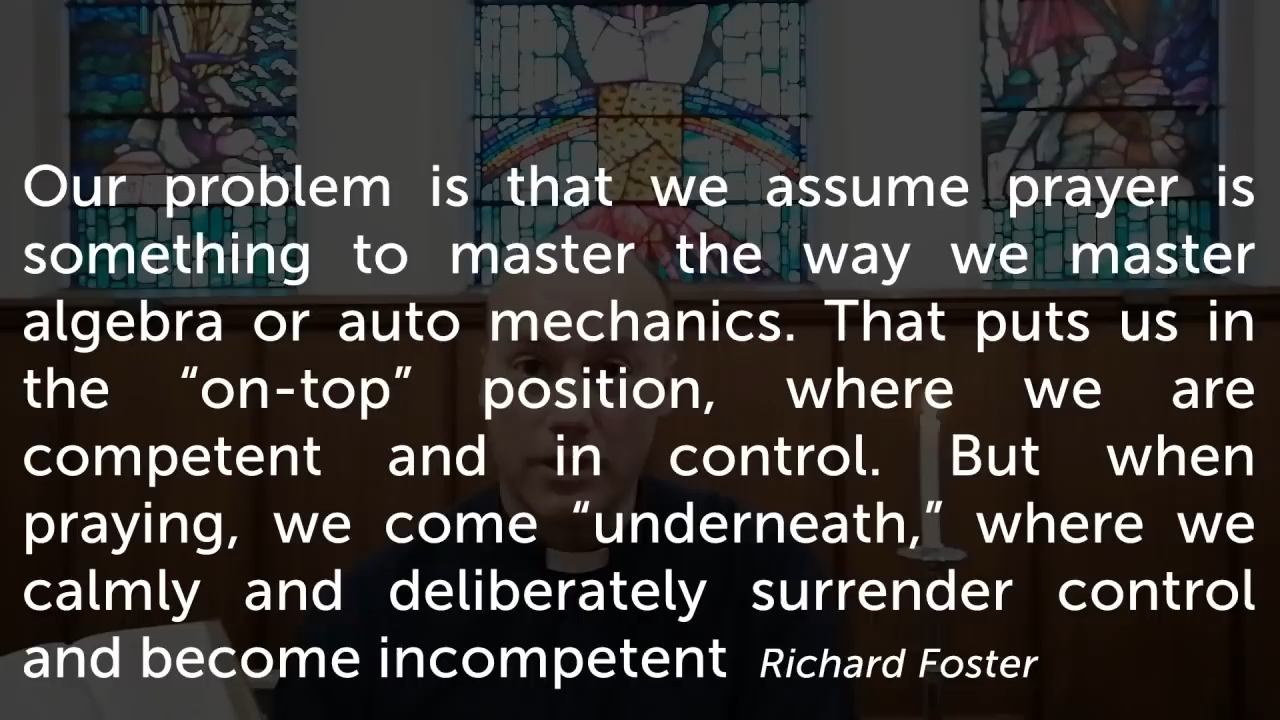 Our problem is that we assume prayer is
something to master the way we master
algebra or auto mechanics. That puts us in
the “on-top” position, where we are
competent and in control. But when
praying, we come “underneath,” where we
calmly and deliberately surrender control
and become incompetent Richard Foster